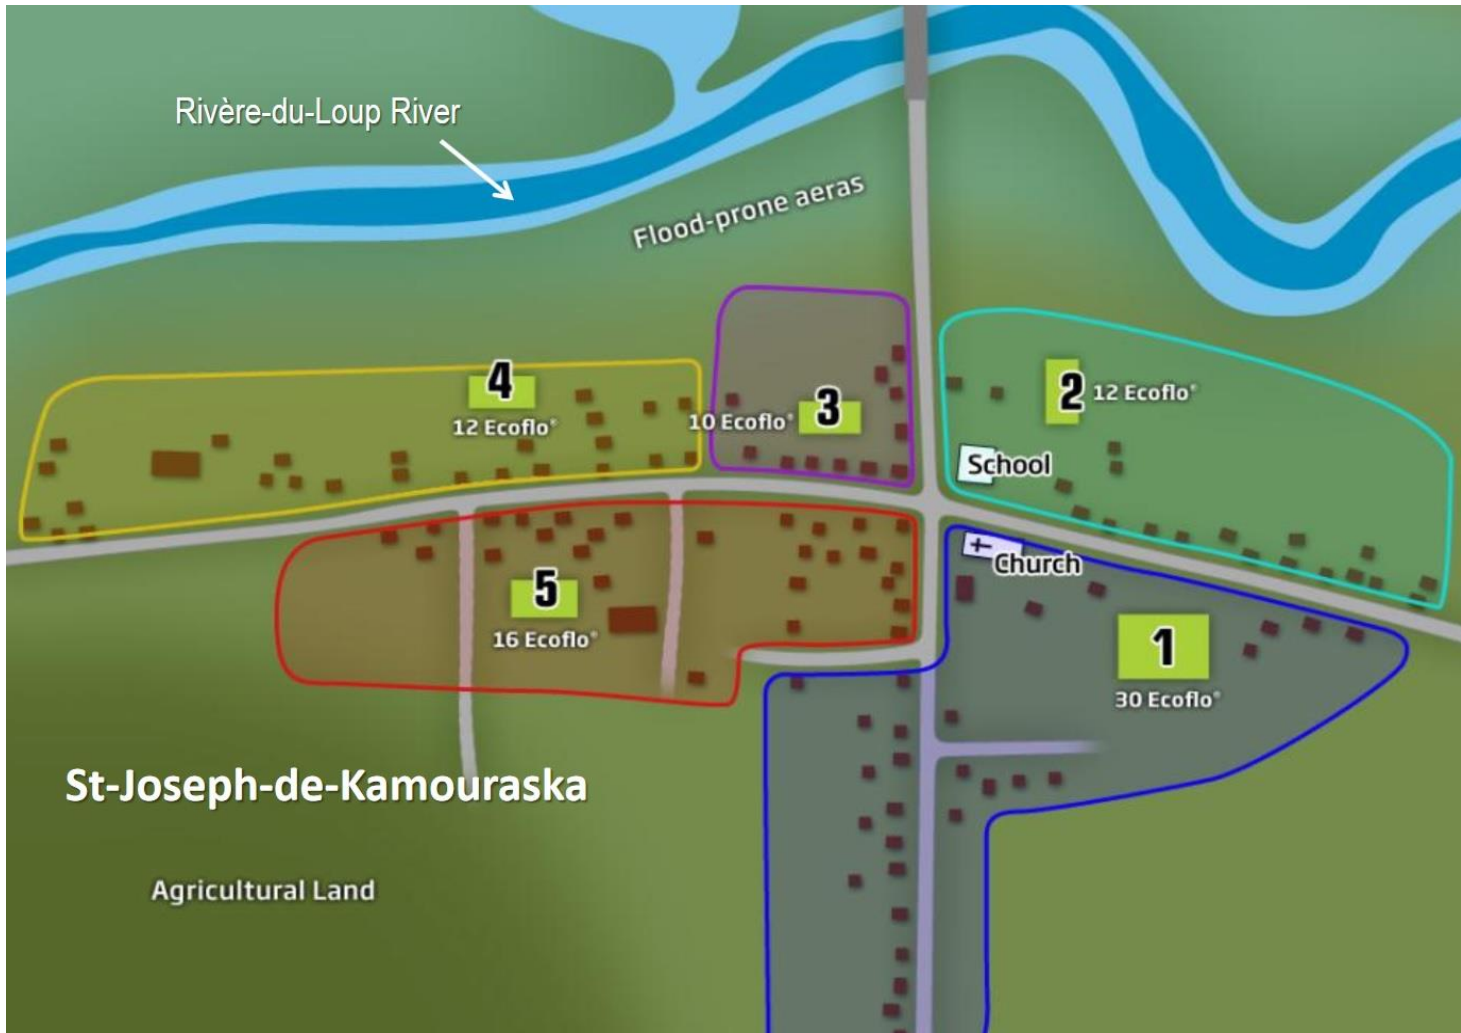 Rivère-du-Loup River
Flood-prone aeras
4
12 Ecoflo®
10 Ecoflo®
3
2
12 Ecoflo®
School
Church
5
16 Ecoflo®
1
30 Ecoflo®
St-Joseph-de-Kamouraska
Agricultural Land